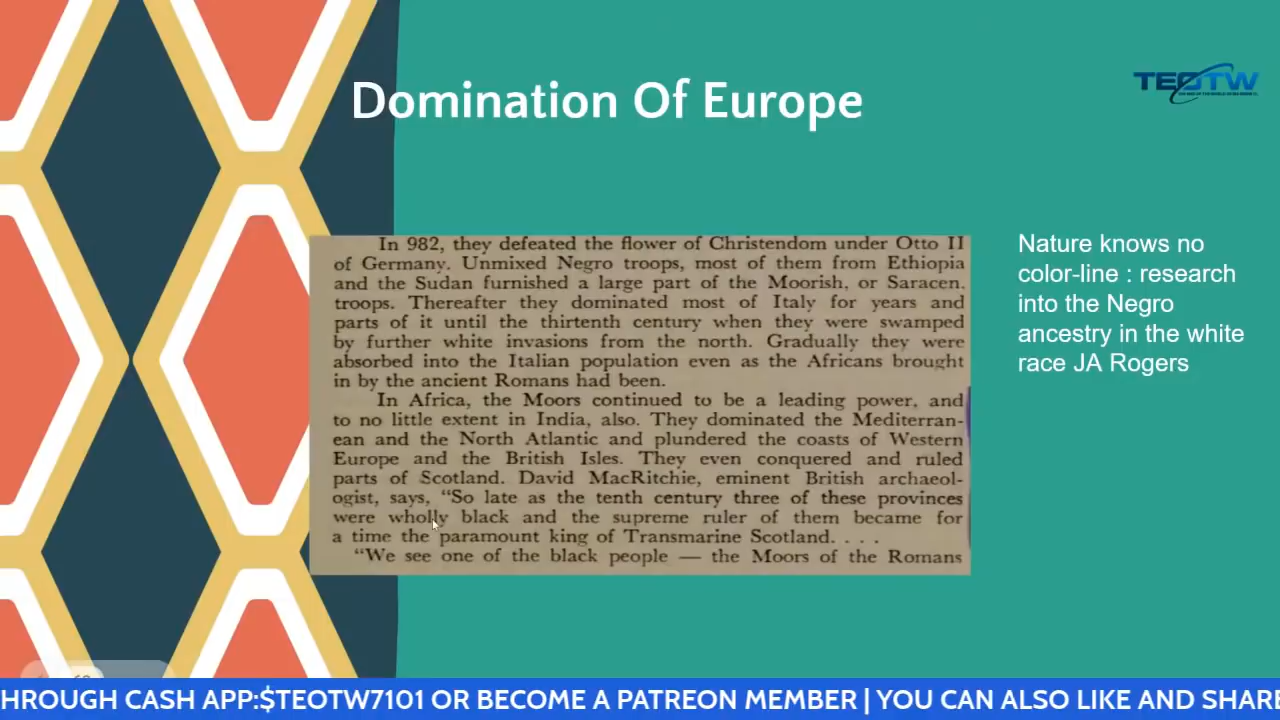 Domination Of Europe
TEOTW
In 982, they defeated the flower of Christendom under Otto II
of Germany. Unmixed Negro troops, most of them from Ethiopia
and the Sudan furnished a large part of the Moorish, or Saracen.
troops. Thereafter they dominated most of Italy for years and
parts of it until the thirtenth century when they were swamped
by further white invasions from the north. Gradually they were
absorbed into the Italian population even as the Africans brought
in by the ancient Romans had been.
In Africa, the Moors continued to be a leading power, and
to no little extent in India, also. They dominated the Mediterran-
ean and the North Atlantic and plundered the coasts of Western
Europe and the British Isles. They even conquered and ruled
parts of Scotland. David MacRitchie, eminent British archaeol-
ogist, says, “So late as the tenth century three of these provinces
were wholly black and the supreme ruler of them became for
a time the paramount king of Transmarine Scotland. . . .
“We see one of the black people — the Moors of the Romans
Nature knows no
color-line : research
into the Negro
ancestry in the white
race JA Rogers
HROUGH CASH APP:$TEOTW7101 OR BECOME A PATREON MEMBER | YOU CAN ALSO LIKE AND SHARE